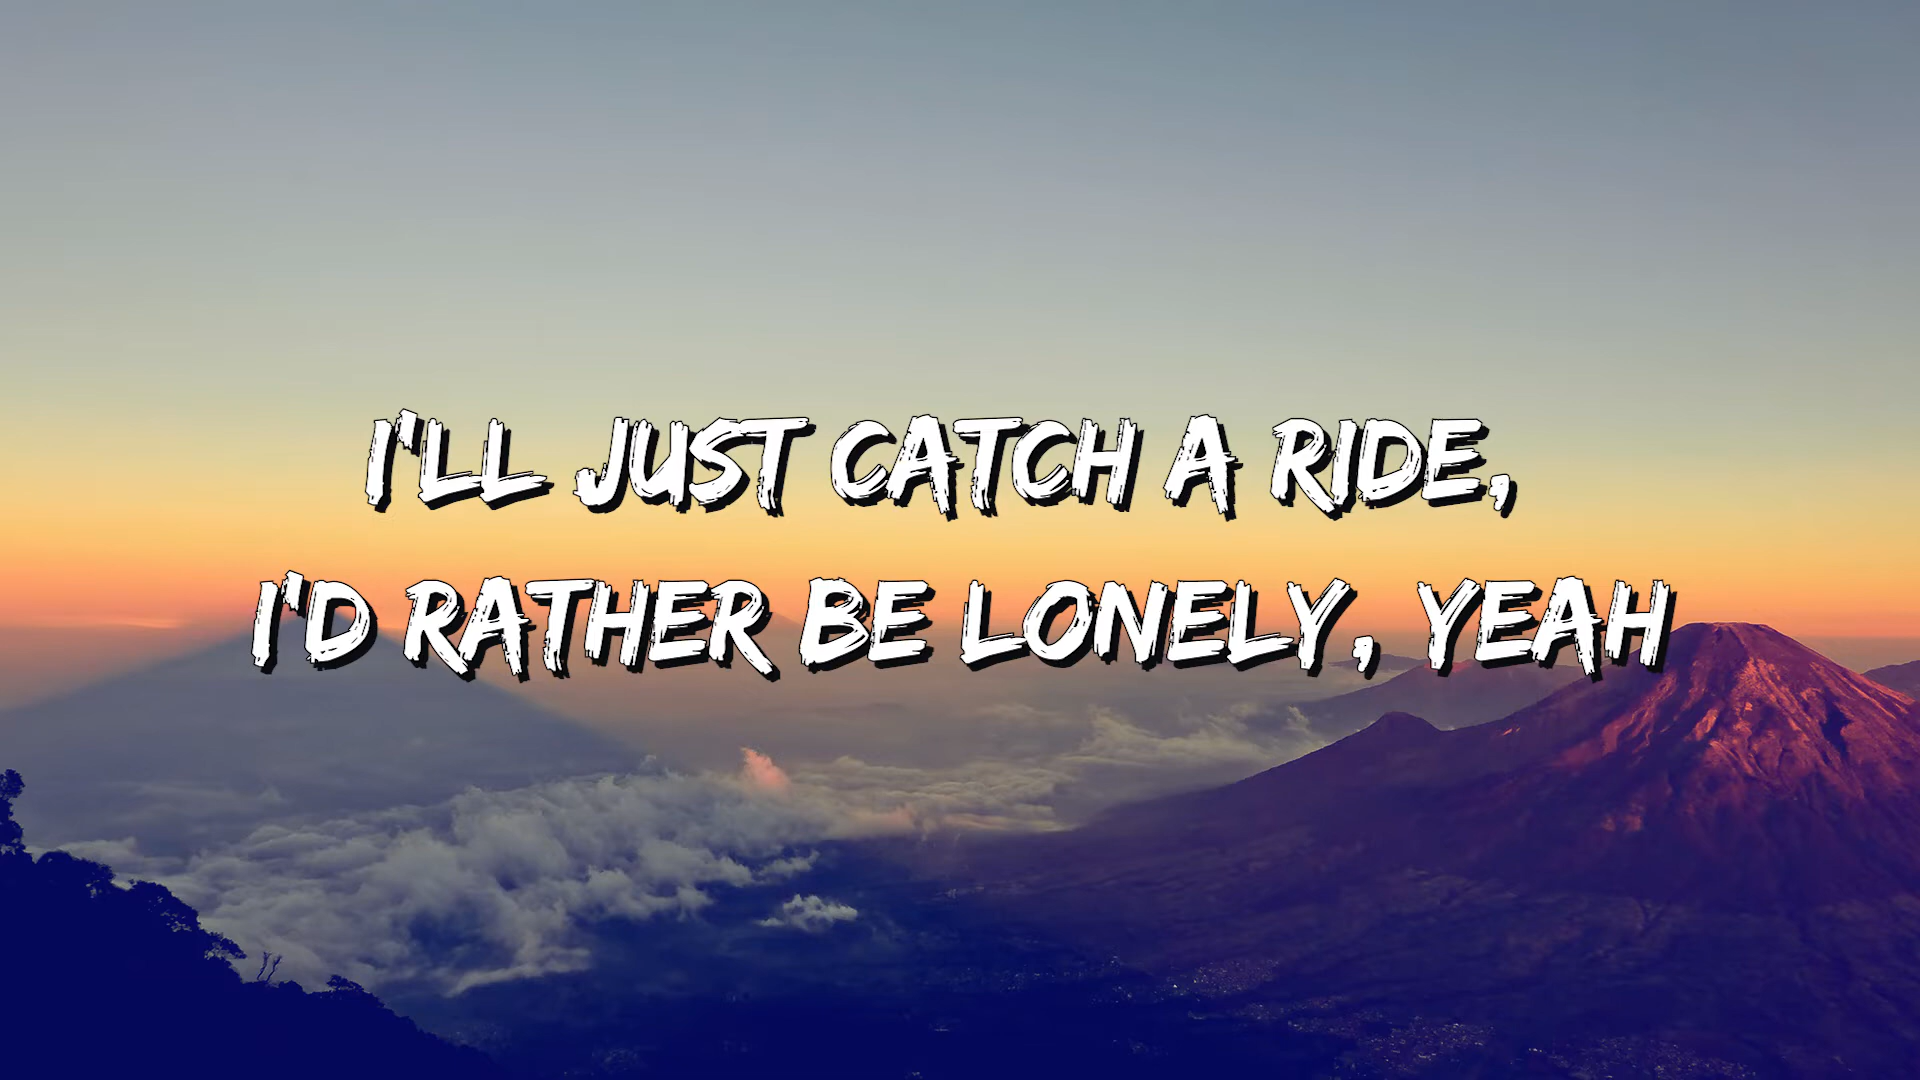 I'LL JUST CATCH A RIDE,
I'D RATHER BE LONELY, YEAH